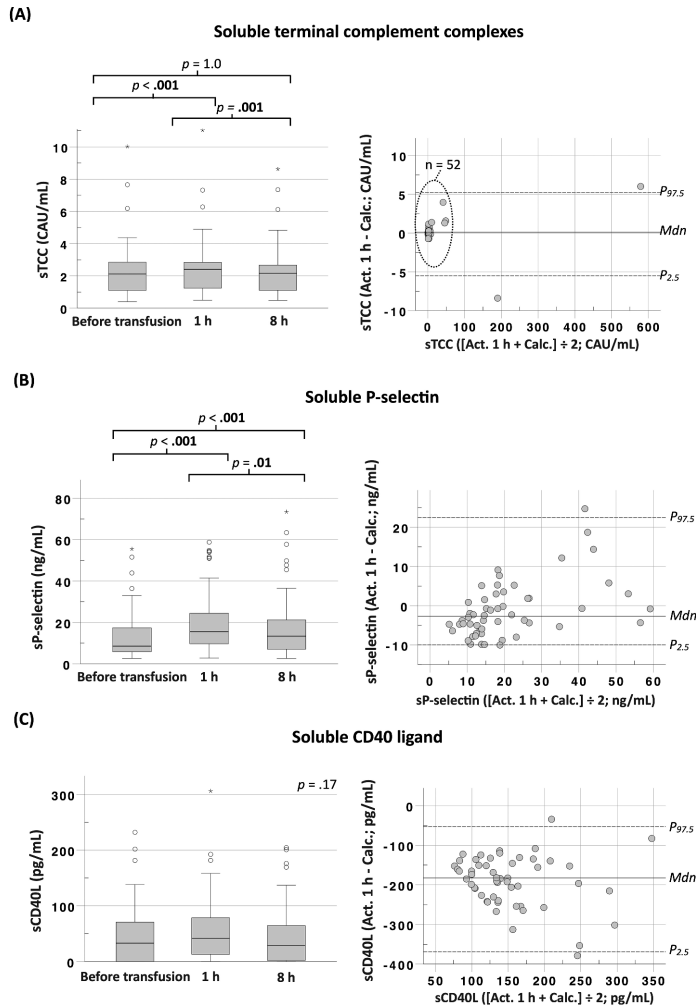 (A)
Soluble terminal complement complexes
p = 1.0
p < .001
p = .001
sTCC (CAU/mL)
10
8
6
4
2
0
Before transfusion 1 h 8 h
sTCC (Act. 1 h - Calc.; CAU/mL)
10
5
0
-5
-10
n = 52
P97.5
Mdn
P2.5
0 100 200 300 400 500 600
sTCC ([Act. 1 h + Calc.] ÷ 2; CAU/mL)
(B)
Soluble P-selectin
p < .001
p < .001
p = .01
sP-selectin (ng/mL)
80
60
40
20
0
Before transfusion 1 h 8 h
sP-selectin (Act. 1 h - Calc.; ng/mL)
20
10
0
-10
P97.5
Mdn
P2.5
0 10 20 30 40 50 60
sP-selectin ([Act. 1 h + Calc.] ÷ 2; ng/mL)
(C)
Soluble CD40 ligand
p = .17
sCD40L (pg/mL)
300
200
100
50
0
Before transfusion 1 h 8 h
sCD40L (Act. 1 h - Calc.; pg/mL)
0
-100
-200
-300
-400
P97.5
Mdn
P2.5
50 100 150 200 250 300 350
sCD40L ([Act. 1 h + Calc.] ÷ 2; pg/mL)